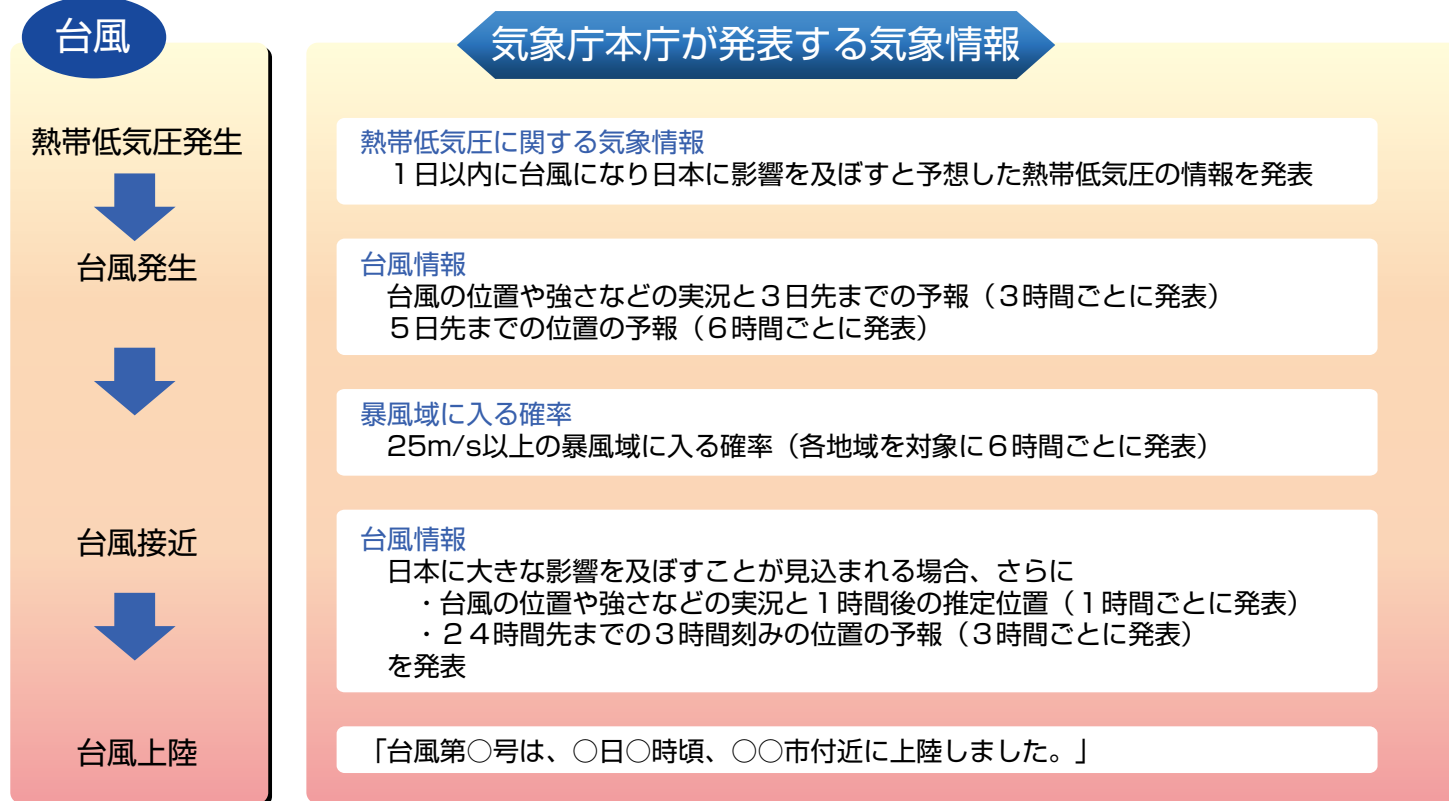 台風
気象庁本庁が発表する気象情報
熱帯低気圧発生
熱帯低気圧に関する気象情報
１日以内に台風になり日本に影響を及ぼすと予想した熱帯低気圧の情報を発表
台風発生
台風情報
台風の位置や強さなどの実況と３日先までの予報（３時間ごとに発表）
５日先までの位置の予報（６時間ごとに発表）
暴風域に入る確率
25m/s以上の暴風域に入る確率（各地域を対象に６時間ごとに発表）
台風接近
台風情報
日本に大きな影響を及ぼすことが見込まれる場合、さらに
・台風の位置や強さなどの実況と１時間後の推定位置（１時間ごとに発表）
・２４時間先までの３時間刻みの位置の予報（３時間ごとに発表）
を発表
台風上陸
「台風第○号は、○日○時頃、○○市付近に上陸しました。」